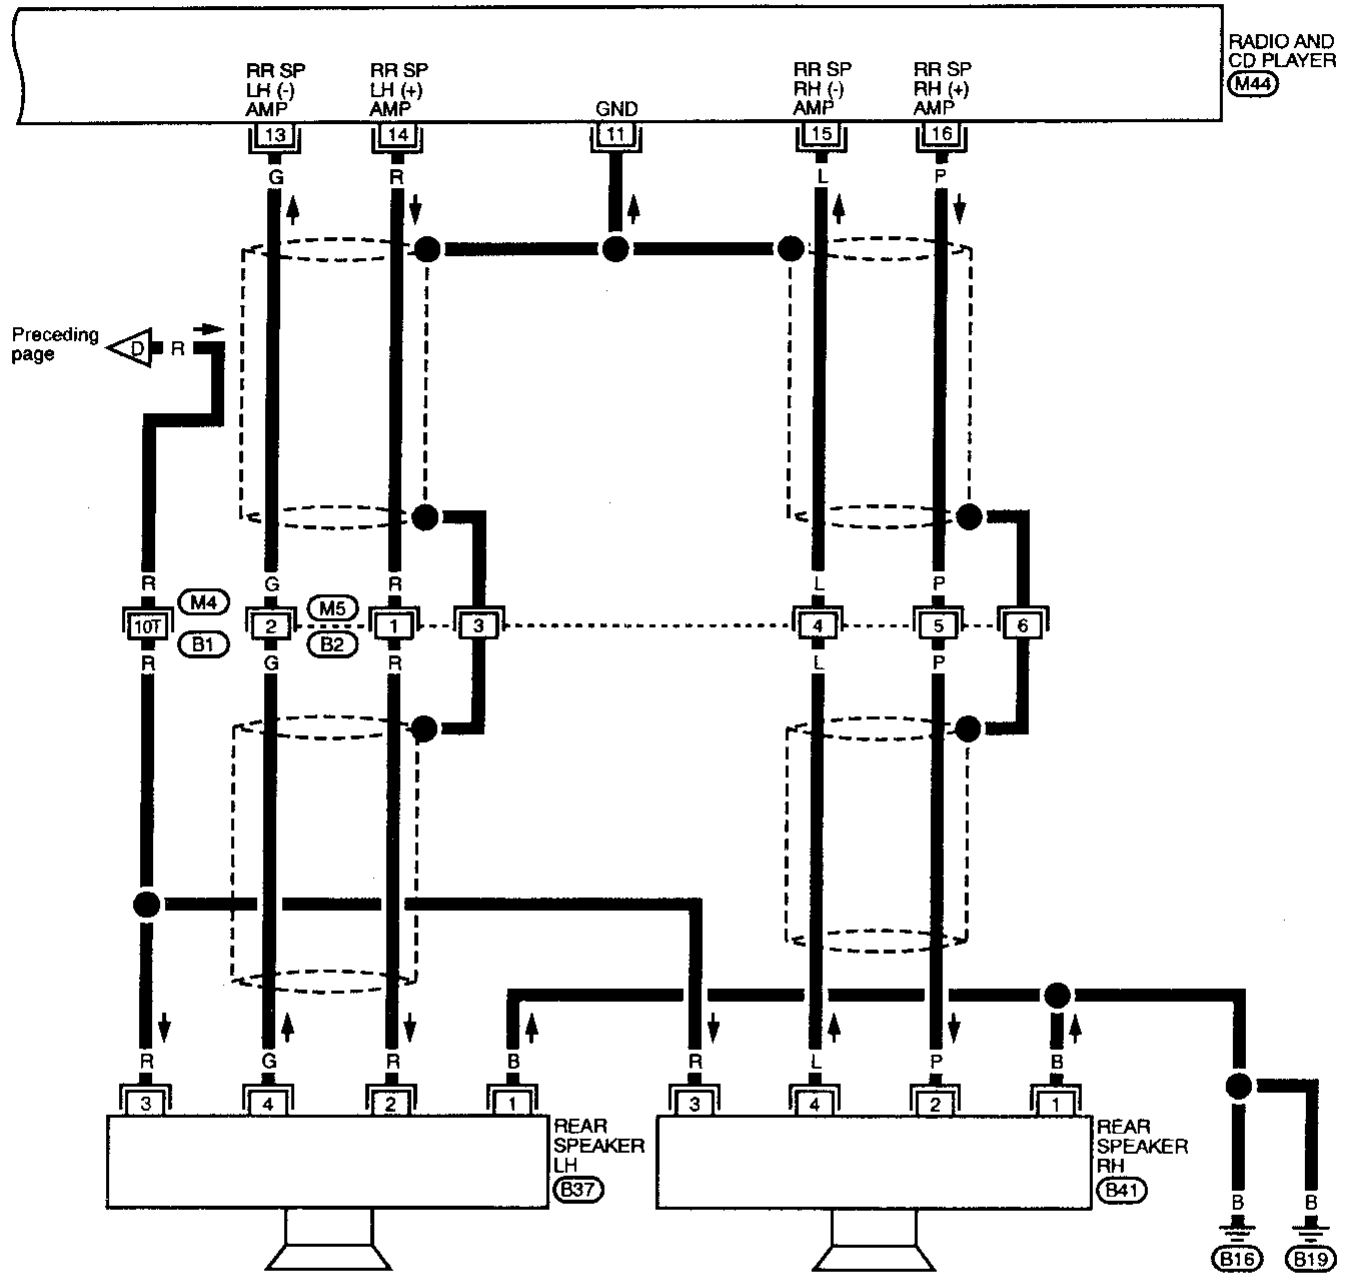 RADIO AND
CD PLAYER
M44
RR SP
LH (-)
AMP
RR SP
LH (+)
AMP
GND
RR SP
RH (-)
AMP
RR SP
RH (+)
AMP
13 14 11 15 16
G R L P
Preceding
page
D R
R G R L P
M4 M5
10T 2 1 3 4 5 6
B1 B2
R G R L P
R G R B R L P B
3 4 2 1 3 4 2 1
REAR
SPEAKER
LH
B37
REAR
SPEAKER
RH
B41
B B
B16 B19